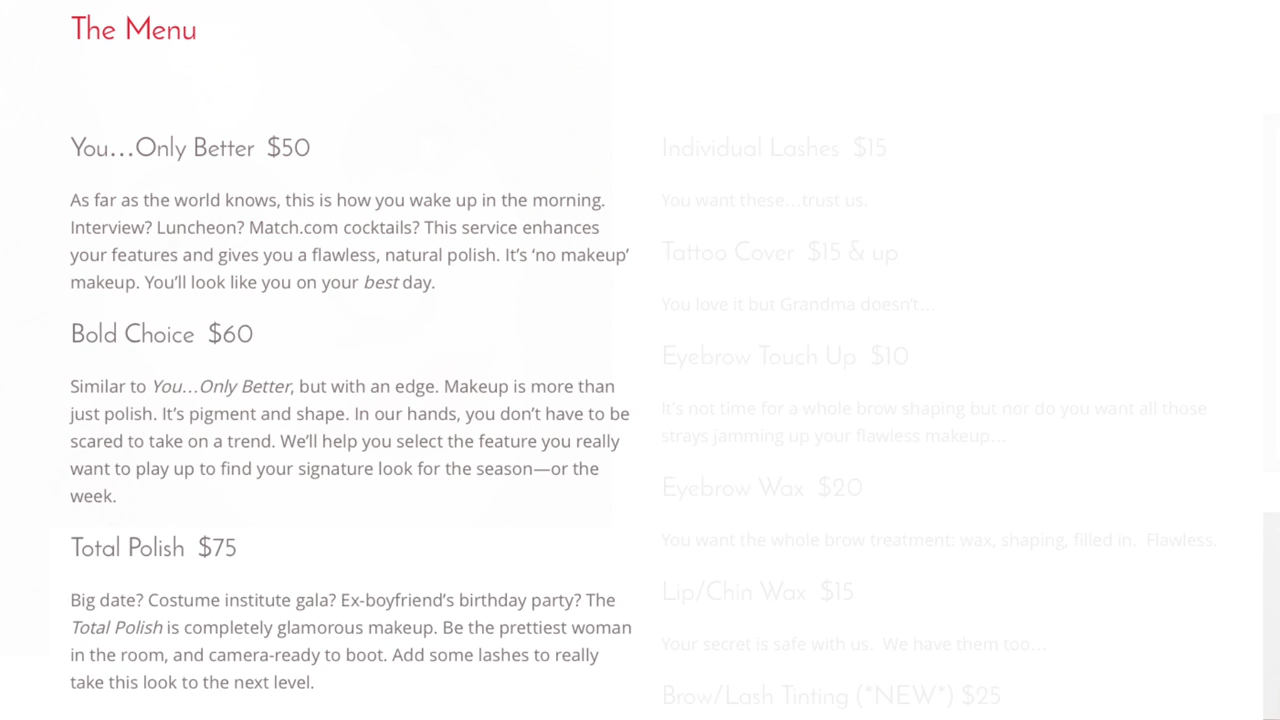 The Menu
You…Only Better $50
As far as the world knows, this is how you wake up in the morning.
Interview? Luncheon? Match.com cocktails? This service enhances
your features and gives you a flawless, natural polish. It’s ‘no makeup’
makeup. You’ll look like you on your best day.
Bold Choice $60
Similar to You…Only Better, but with an edge. Makeup is more than
just polish. It’s pigment and shape. In our hands, you don’t have to be
scared to take on a trend. We’ll help you select the feature you really
want to play up to find your signature look for the season—or the
week.
Total Polish $75
Big date? Costume institute gala? Ex-boyfriend’s birthday party? The
Total Polish is completely glamorous makeup. Be the prettiest woman
in the room, and camera-ready to boot. Add some lashes to really
take this look to the next level.
Individual Lashes $15
You want these…trust us.
Tattoo Cover $15 & up
You love it but Grandma doesn’t…
Eyebrow Touch Up $10
It’s not time for a whole brow shaping but nor do you want all those
strays jamming up your flawless makeup…
Eyebrow Wax $20
You want the whole brow treatment: wax, shaping, filled in. Flawless.
Lip/Chin Wax $15
Your secret is safe with us. We have them too…
Brow/Lash Tinting (*NEW*) $25